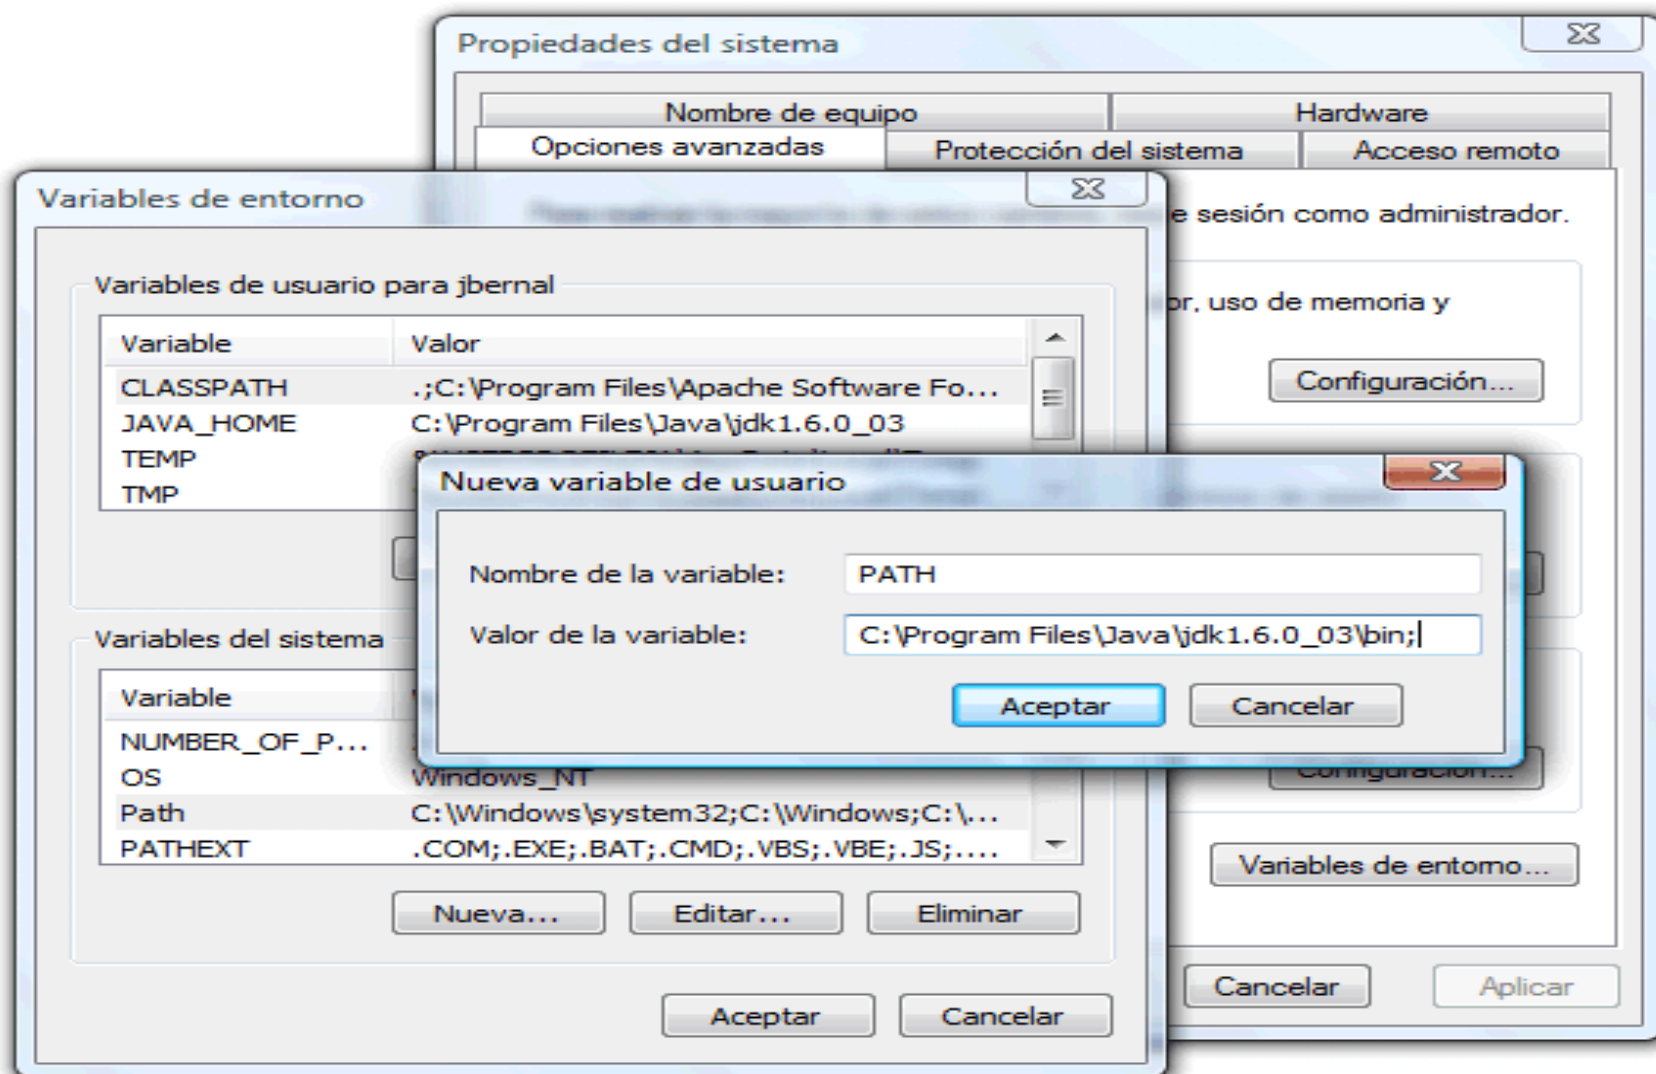 Propiedades del sistema
Nombre de equipo
Hardware
Opciones avanzadas
Protección del sistema
Acceso remoto
e sesión como administrador.
or, uso de memoria y
Configuración...
Configuración...
Variables de entorno...
Cancelar
Aplicar
Variables de entorno
Variables de usuario para jbernal
Variable Valor
CLASSPATH .;C:\Program Files\Apache Software Fo...
JAVA_HOME C:\Program Files\Java\jdk1.6.0_03
TEMP
TMP
Variables del sistema
Variable
NUMBER_OF_P...
OS Windows_NT
Path C:\Windows\system32;C:\Windows;C:\...
PATHEXT .COM;.EXE;.BAT;.CMD;.VBS;.VBE;.JS;....
Nueva...
Editar...
Eliminar
Aceptar
Cancelar
Nueva variable de usuario
Nombre de la variable: PATH
Valor de la variable: C:\Program Files\Java\jdk1.6.0_03\bin;
Aceptar
Cancelar